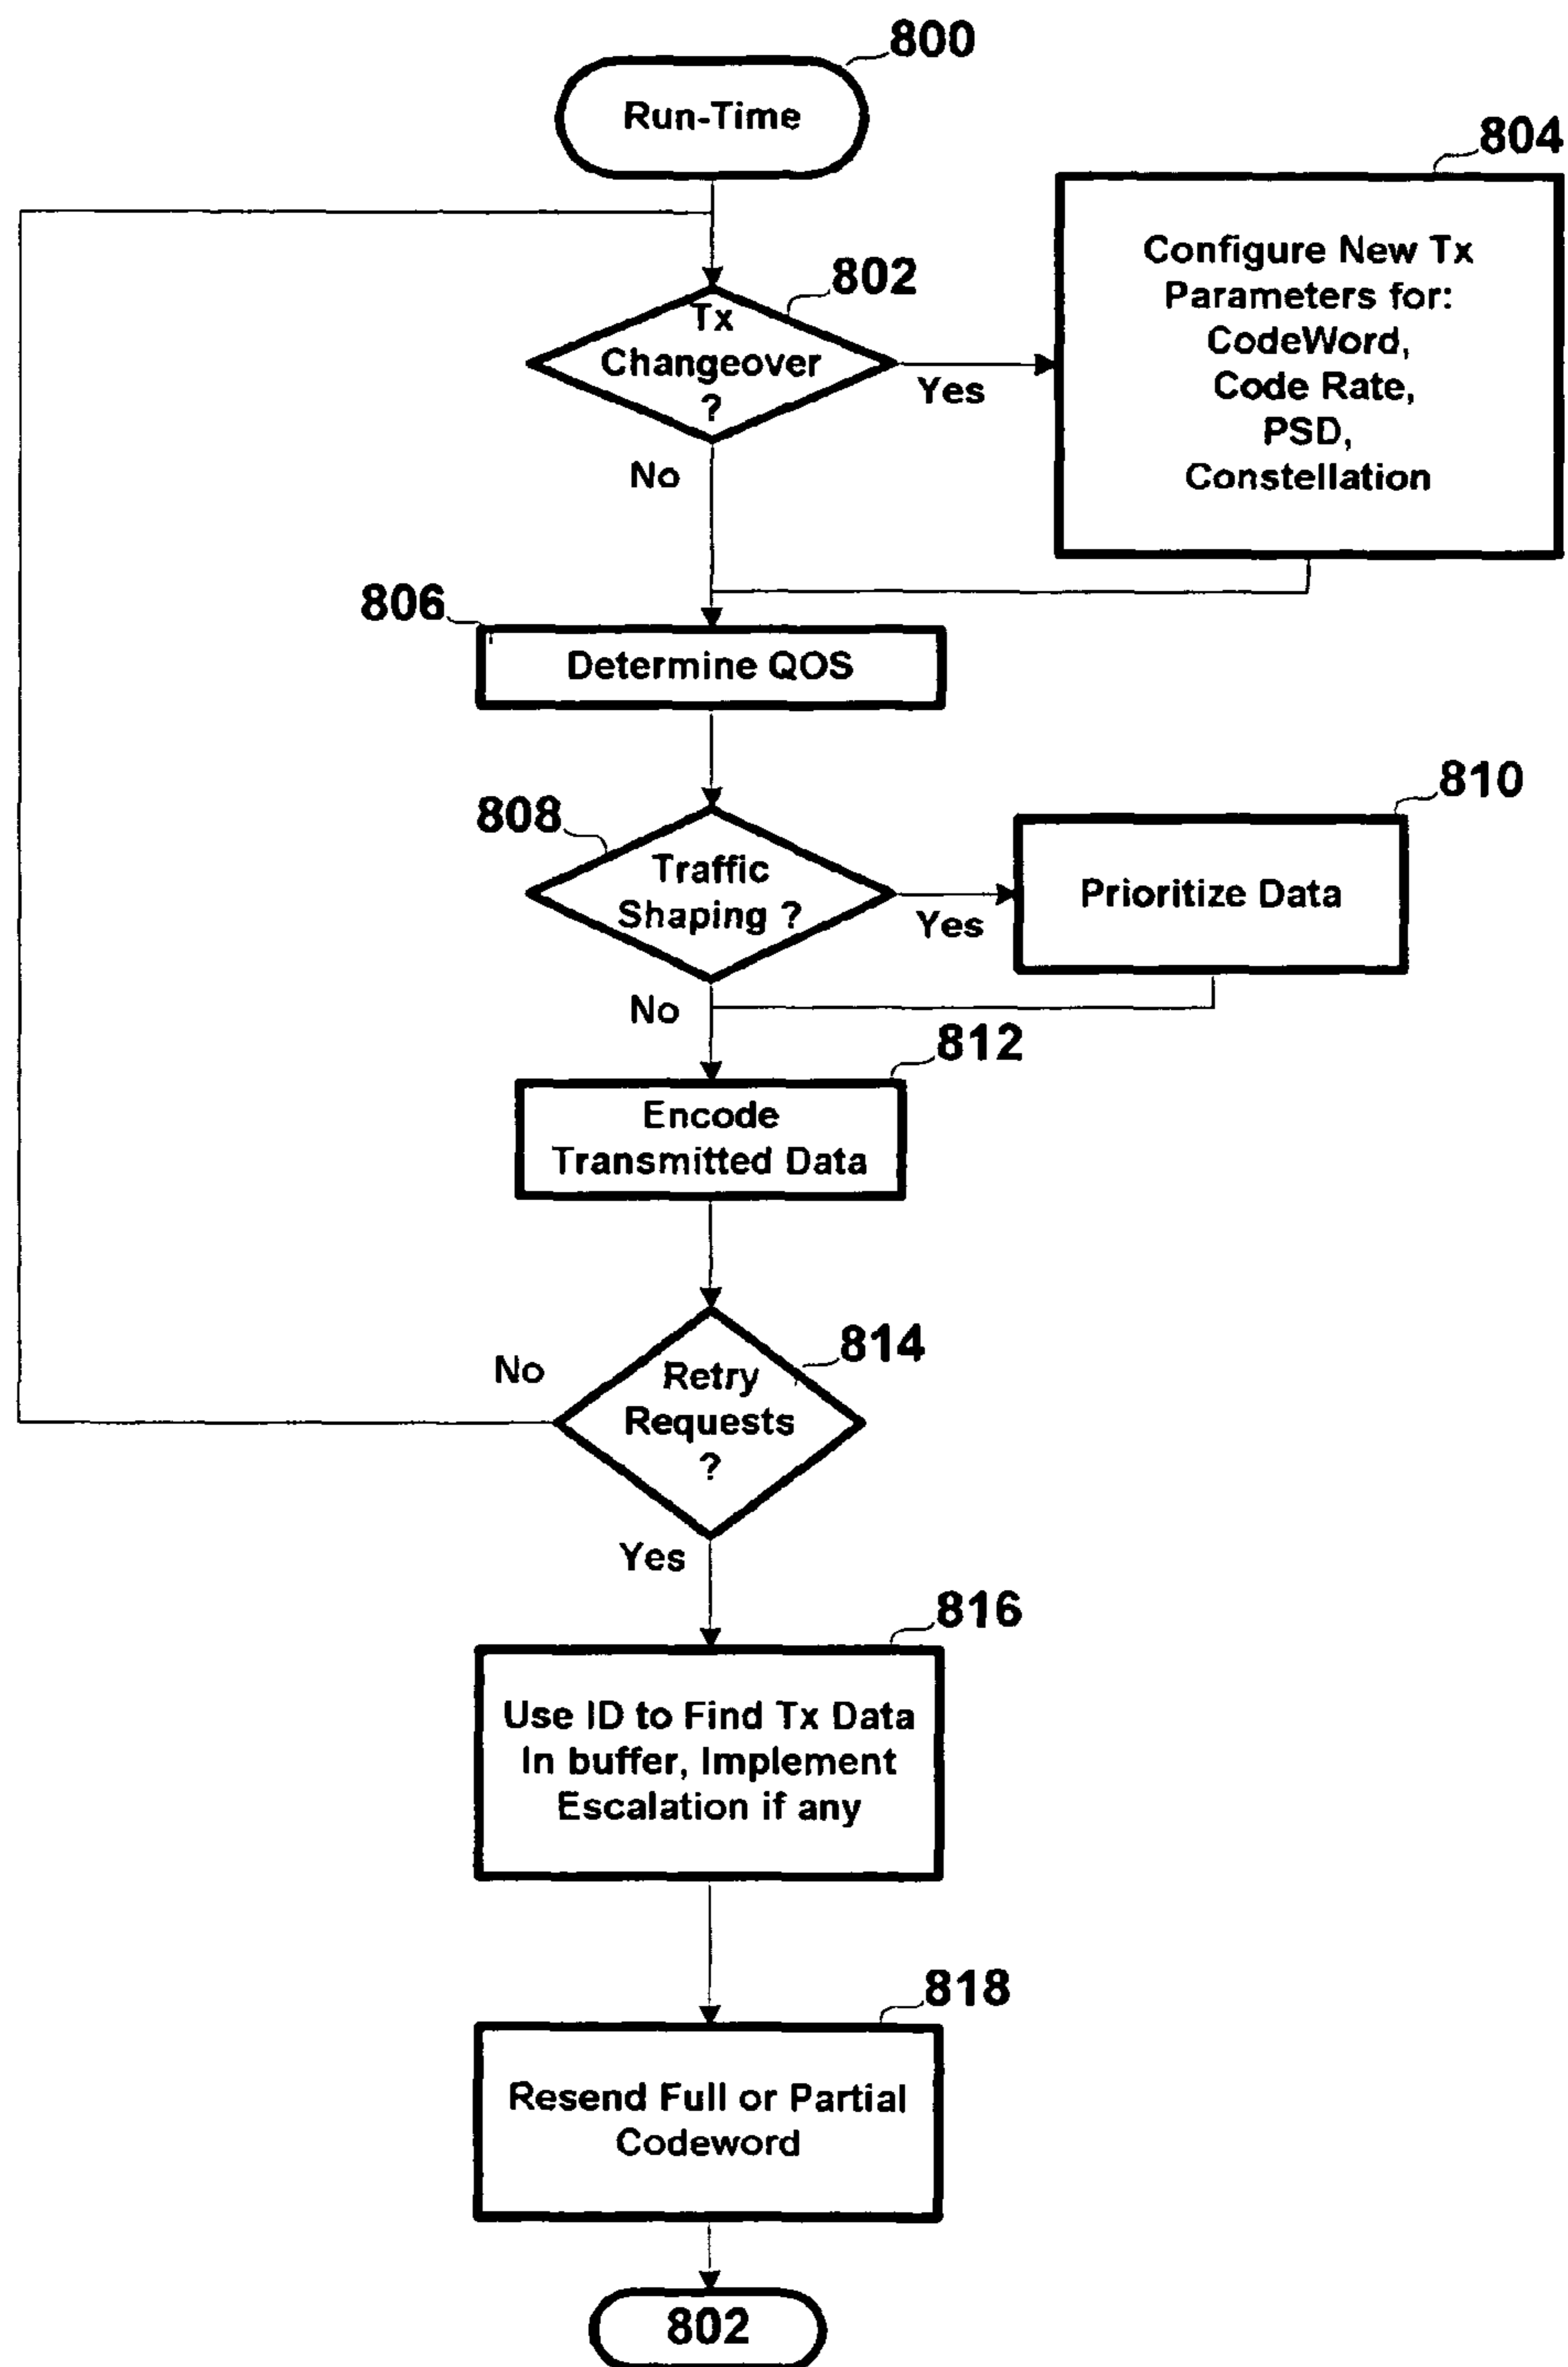 800
Run-Time
804
Configure New Tx
Parameters for:
CodeWord,
Code Rate,
PSD,
Constellation
802
Tx
Changeover
?
Yes
No
806
Determine QOS
808
Traffic
Shaping ?
Yes
810
Prioritize Data
No
812
Encode
Transmitted Data
814
Retry
Requests
?
No
Yes
816
Use ID to Find Tx Data
In buffer, Implement
Escalation if any
818
Resend Full or Partial
Codeword
802